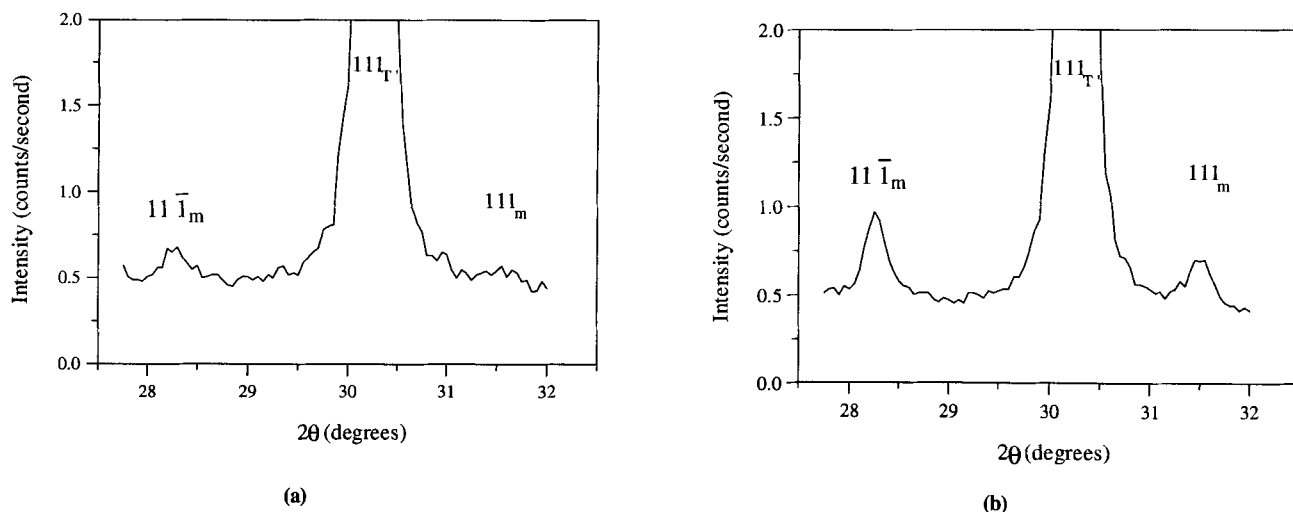 2.0
1.5
1.0
0.5
0.0
Intensity (counts/second)
11 1̅m
111T'
111m
28 29 30 31 32
2θ (degrees)
(a)
2.0
1.5
1.0
0.5
0.0
Intensity (counts/second)
11 1̅m
111T'
111m
28 29 30 31 32
2θ (degrees)
(b)